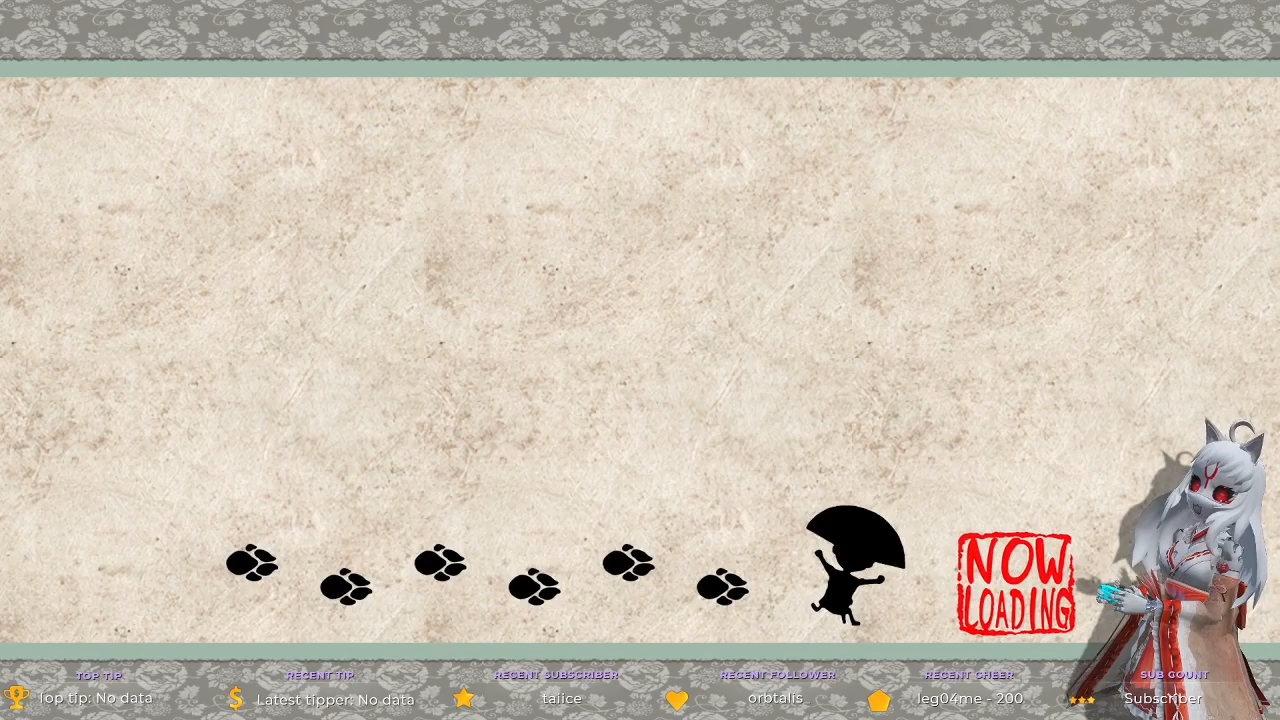 NOW
LOADING
TOP TIP
Top tip: No data
RECENT TIP
Latest tipper: No data
RECENT SUBSCRIBER
taiice
RECENT FOLLOWER
orbtalis_
RECENT CHEER
leg04me - 200
SUB COUNT
Subscriber